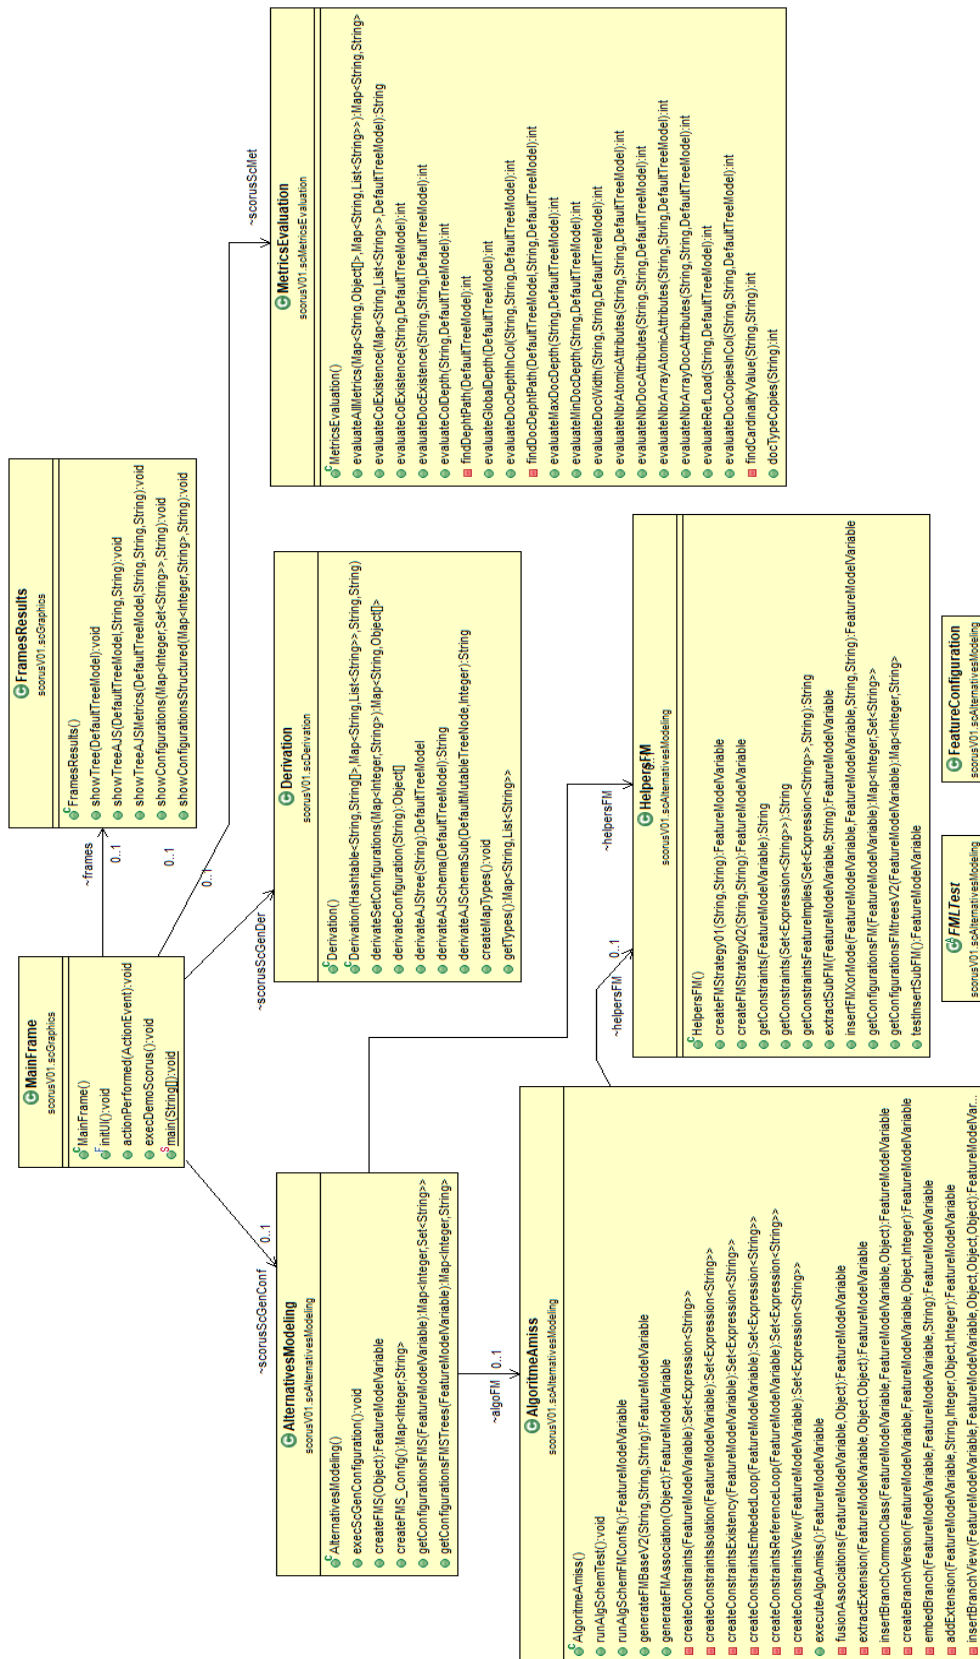 MainFrame
scorusV01.scGraphics
MainFrame()
initUI():void
actionPerformed(ActionEvent):void
execDemoScorus():void
main(String[]):void
~frames
0..1
FramesResults
scorusV01.scGraphics
FramesResults()
showTree(DefaultTreeModel):void
showTreeAJS(DefaultTreeModel,String,String):void
showTreeAJSMetrics(DefaultTreeModel,String,String,String):void
showConfigurations(Map<Integer,Set<String>>,String):void
showConfigurationsStructured(Map<Integer,String>,String):void
~scorusScGenConf
0..1
~scorusScGenDer
0..1
~scorusScMet
0..1
AlternativesModeling
scorusV01.scAlternativesModeling
AlternativesModeling()
execScGenConfiguration():void
createFMS(Object):FeatureModelVariable
createFMS_Config():Map<Integer,String>
getConfigurationsFMS(FeatureModelVariable):Map<Integer,Set<String>>
getConfigurationsFMSTrees(FeatureModelVariable):Map<Integer,String>
Derivation
scorusV01.scDerivation
Derivation()
Derivation(Hashtable<String,String[]>,Map<String,List<String>>,String,String)
derivateSetConfigurations(Map<Integer,String>):Map<String,Object[]>
derivateConfiguration(String):Object[]
derivateAJStree(String):DefaultTreeModel
derivateAJSchema(DefaultTreeModel):String
derivateAJSchemaSub(DefaultMutableTreeNode,Integer):String
createMapTypes():void
getTypes():Map<String,List<String>>
MetricsEvaluation
scorusV01.scMetricsEvaluation
MetricsEvaluation()
evaluateAllMetrics(Map<String,Object[]>,Map<String,List<String>>):Map<String,String>
evaluateColExistence(Map<String,List<String>>,DefaultTreeModel):String
evaluateColExistence(String,DefaultTreeModel):int
evaluateDocExistence(String,String,DefaultTreeModel):int
evaluateColDepth(String,DefaultTreeModel):int
findDephtPath(DefaultTreeModel):int
evaluateGlobalDepth(DefaultTreeModel):int
evaluateDocDepthInCol(String,String,DefaultTreeModel):int
findDocDephtPath(DefaultTreeModel,String,DefaultTreeModel):int
evaluateMaxDocDepth(String,DefaultTreeModel):int
evaluateMinDocDepth(String,DefaultTreeModel):int
evaluateDocWidth(String,String,DefaultTreeModel):int
evaluateNbrAtomicAttributes(String,String,DefaultTreeModel):int
evaluateNbrDocAttributes(String,String,DefaultTreeModel):int
evaluateNbrArrayAtomicAttributes(String,String,DefaultTreeModel):int
evaluateNbrArrayDocAttributes(String,String,DefaultTreeModel):int
evaluateRefLoad(String,DefaultTreeModel):int
evaluateDocCopiesInCol(String,String,DefaultTreeModel):int
findCardinalityValue(String,String):int
docTypeCopies(String):int
~algoFM
0..1
~helpersFM
0..1
~helpersFM
0..1
AlgoritmeAmiss
scorusV01.scAlternativesModeling
AlgoritmeAmiss()
runAlgSchemTest():void
runAlgSchemFMConfs():FeatureModelVariable
generateFMBaseV2(String,String,String):FeatureModelVariable
generateFMAssociation(Object):FeatureModelVariable
createConstraints(FeatureModelVariable):Set<Expression<String>>
createConstraintsIsolation(FeatureModelVariable):Set<Expression<String>>
createConstraintsExistency(FeatureModelVariable):Set<Expression<String>>
createConstraintsEmbededLoop(FeatureModelVariable):Set<Expression<String>>
createConstraintsReferenceLoop(FeatureModelVariable):Set<Expression<String>>
createConstraintsView(FeatureModelVariable):Set<Expression<String>>
executeAlgoAmiss():FeatureModelVariable
fusionAssociations(FeatureModelVariable,Object):FeatureModelVariable
extractExtension(FeatureModelVariable,Object,Object):FeatureModelVariable
insertBranchCommonClass(FeatureModelVariable,FeatureModelVariable,Object):FeatureModelVariable
createBranchVersion(FeatureModelVariable,FeatureModelVariable,Object,Integer):FeatureModelVariable
embedBranch(FeatureModelVariable,FeatureModelVariable,String):FeatureModelVariable
addExtension(FeatureModelVariable,String,Integer,Object,Integer):FeatureModelVariable
insertBranchView(FeatureModelVariable,FeatureModelVariable,Object,Object,Object):FeatureModelVar...
HelpersFM
scorusV01.scAlternativesModeling
HelpersFM()
createFMStrategy01(String,String):FeatureModelVariable
createFMStrategy02(String,String):FeatureModelVariable
getConstraints(FeatureModelVariable):String
getConstraints(Set<Expression<String>>):String
getConstraintsFeatureImplies(Set<Expression<String>>,String):String
extractSubFM(FeatureModelVariable,String):FeatureModelVariable
insertFMXorMode(FeatureModelVariable,FeatureModelVariable,String,String):FeatureModelVariable
getConfigurationsFM(FeatureModelVariable):Map<Integer,Set<String>>
getConfigurationsFMtreesV2(FeatureModelVariable):Map<Integer,String>
testInsertSubFM():FeatureModelVariable
FMLTest
scorusV01.scAlternativesModeling
FeatureConfiguration
scorusV01.scAlternativesModeling